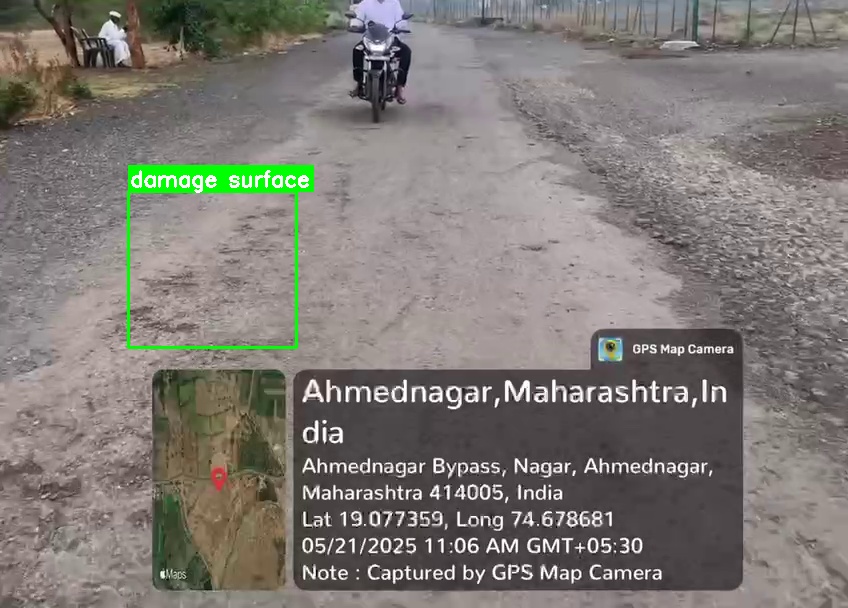 damage surface
GPS Map Camera
Ahmednagar,Maharashtra,In
dia
Ahmednagar Bypass, Nagar, Ahmednagar,
Maharashtra 414005, India
Lat 19.077359, Long 74.678681
05/21/2025 11:06 AM GMT+05:30
Note : Captured by GPS Map Camera
Maps